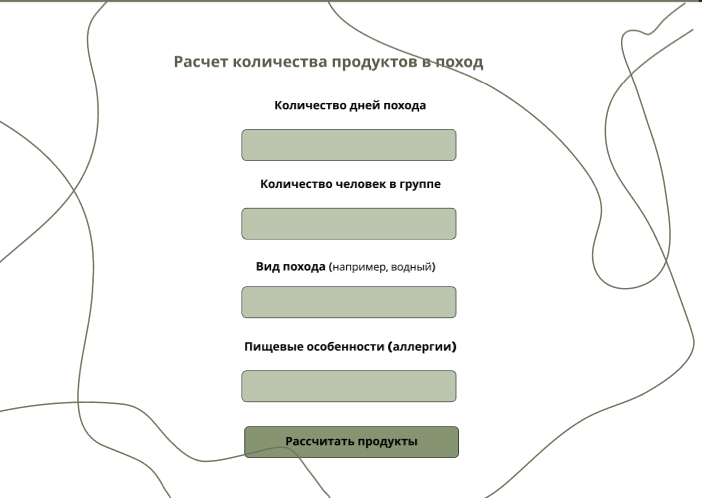 Расчет количества продуктов в поход
Количество дней похода
Количество человек в группе
Вид похода (например, водный)
Пищевые особенности (аллергии)
Рассчитать продукты